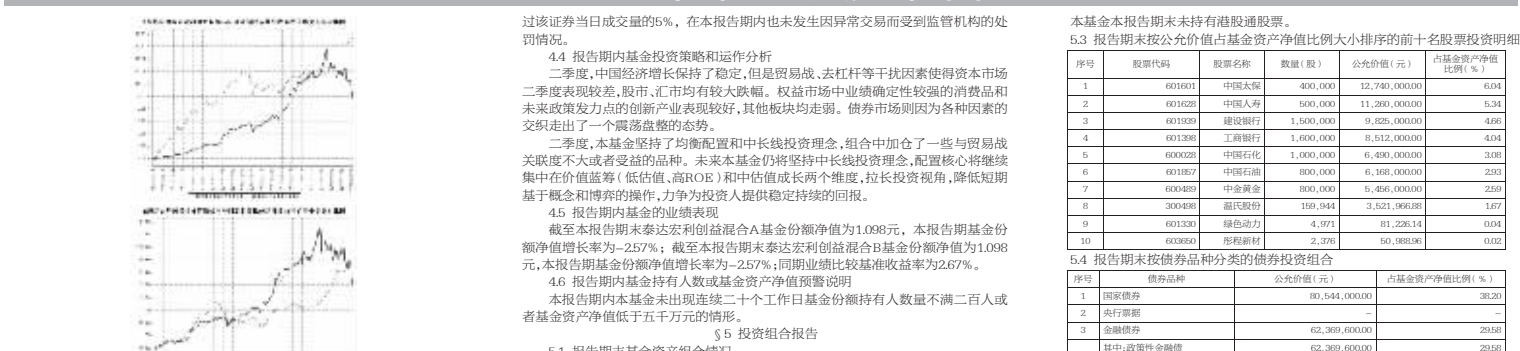 过该证券当日成交量的5%，在本报告期内也未发生因异常交易而受到监管机构的处
罚情况。
4.4 报告期内基金投资策略和运作分析
二季度,中国经济增长保持了稳定,但是贸易战、去杠杆等干扰因素使得资本市场
二季度表现较差,股市、汇市均有较大跌幅。权益市场中业绩确定性较强的消费品和
未来政策发力点的创新产业表现较好,其他板块均走弱。债券市场则因为各种因素的
交织走出了一个震荡盘整的态势。
二季度,本基金坚持了均衡配置和中长线投资理念,组合中加仓了一些与贸易战
关联度不大或者受益的品种。未来本基金仍将坚持中长线投资理念,配置核心将继续
集中在价值蓝筹（低估值、高ROE）和中估值成长两个维度,拉长投资视角,降低短期
基于概念和博弈的操作,力争为投资人提供稳定持续的回报。
4.5 报告期内基金的业绩表现
截至本报告期末泰达宏利创益混合A基金份额净值为1.098元，本报告期基金份
额净值增长率为-2.57%；截至本报告期末泰达宏利创益混合B基金份额净值为1.098
元,本报告期基金份额净值增长率为-2.57%;同期业绩比较基准收益率为2.67%。
4.6 报告期内基金持有人数或基金资产净值预警说明
本报告期内本基金未出现连续二十个工作日基金份额持有人数量不满二百人或
者基金资产净值低于五千万元的情形。
§5 投资组合报告
5.1 报告期末基金资产组合情况
本基金本报告期末未持有港股通股票。
5.3 报告期末按公允价值占基金资产净值比例大小排序的前十名股票投资明细
序号 股票代码 股票名称 数量（股） 公允价值（元） 占基金资产净值比例（%）
1 601601 中国太保 400,000 12,740,000.00 6.04
2 601628 中国人寿 500,000 11,260,000.00 5.34
3 601939 建设银行 1,500,000 9,825,000.00 4.66
4 601398 工商银行 1,600,000 8,512,000.00 4.04
5 600028 中国石化 1,000,000 6,490,000.00 3.08
6 601857 中国石油 800,000 6,168,000.00 2.93
7 600489 中金黄金 800,000 5,456,000.00 2.59
8 300498 温氏股份 159,944 3,521,966.88 1.67
9 601330 绿色动力 4,971 81,226.14 0.04
10 603650 彤程新材 2,376 50,988.96 0.02
5.4 报告期末按债券品种分类的债券投资组合
序号 债券品种 公允价值（元） 占基金资产净值比例（%）
1 国家债券 80,544,000.00 38.20
2 央行票据 – –
3 金融债券 62,369,600.00 29.58
其中:政策性金融债 62,369,600.00 29.58